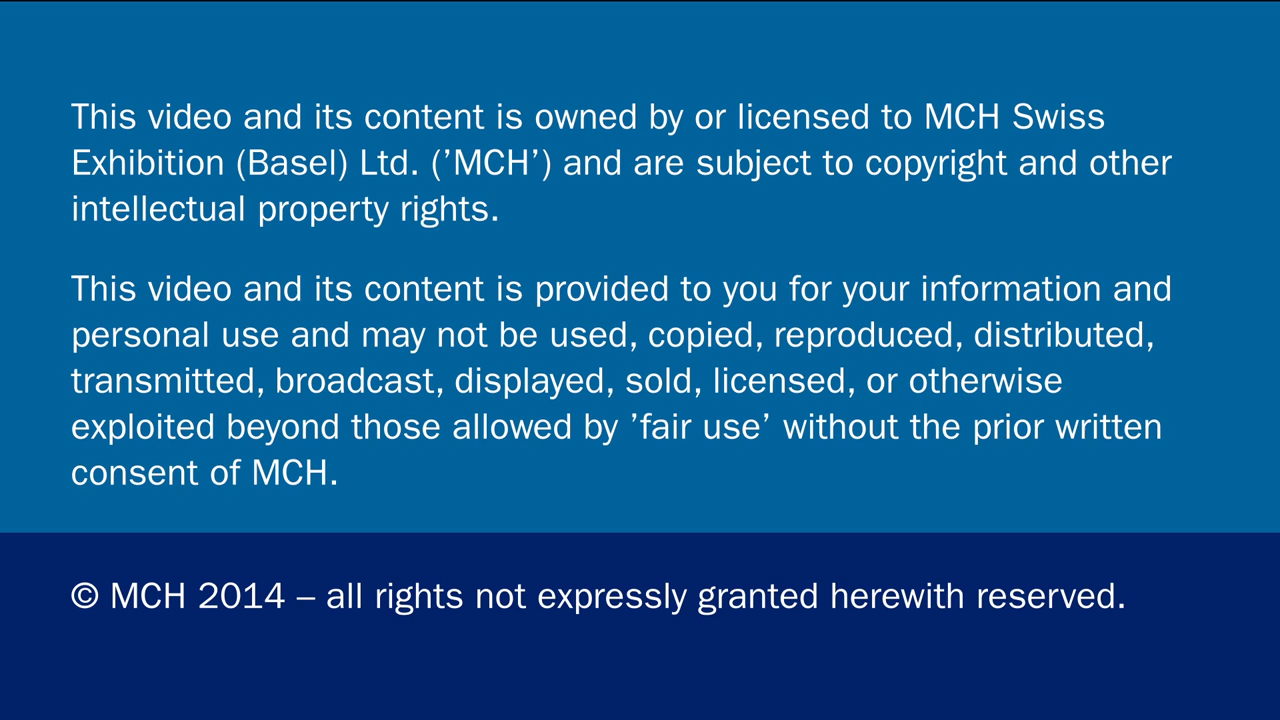 This video and its content is owned by or licensed to MCH Swiss
Exhibition (Basel) Ltd. (’MCH’) and are subject to copyright and other
intellectual property rights.
This video and its content is provided to you for your information and
personal use and may not be used, copied, reproduced, distributed,
transmitted, broadcast, displayed, sold, licensed, or otherwise
exploited beyond those allowed by ’fair use’ without the prior written
consent of MCH.
© MCH 2014 – all rights not expressly granted herewith reserved.